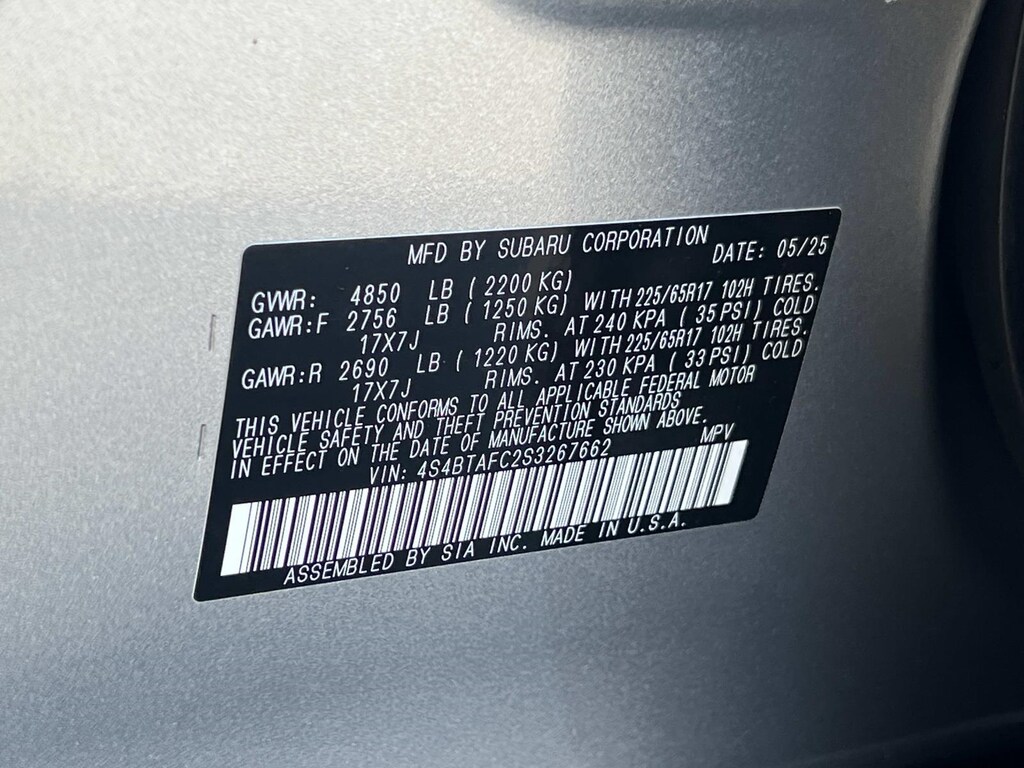 MFD BY SUBARU CORPORATION DATE: 05/25
GVWR: 4850 LB ( 2200 KG)
GAWR:F 2756 LB ( 1250 KG) WITH 225/65R17 102H TIRES.
17X7J RIMS. AT 240 KPA ( 35 PSI) COLD
GAWR:R 2690 LB ( 1220 KG) WITH 225/65R17 102H TIRES.
17X7J RIMS. AT 230 KPA ( 33 PSI) COLD
THIS VEHICLE CONFORMS TO ALL APPLICABLE FEDERAL MOTOR
VEHICLE SAFETY AND THEFT PREVENTION STANDARDS
IN EFFECT ON THE DATE OF MANUFACTURE SHOWN ABOVE.
VIN: 4S4BTAFC2S3267662 MPV
ASSEMBLED BY SIA INC. MADE IN U.S.A.